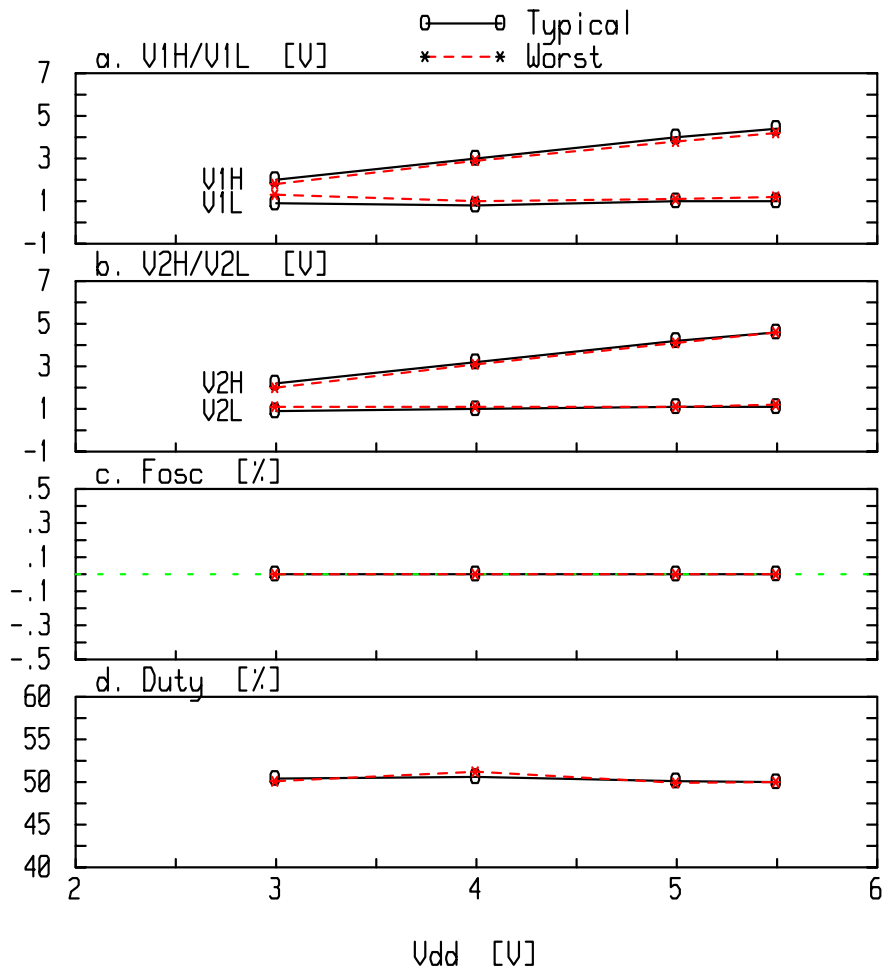 Typical
Worst
a. V1H/V1L [V]
7
5
3
1
-1
V1H
V1L
b. V2H/V2L [V]
7
5
3
1
-1
V2H
V2L
c. Fosc [%]
.5
.3
.1
-.1
-.3
-.5
d. Duty [%]
60
55
50
45
40
2 3 4 5 6
Vdd [V]